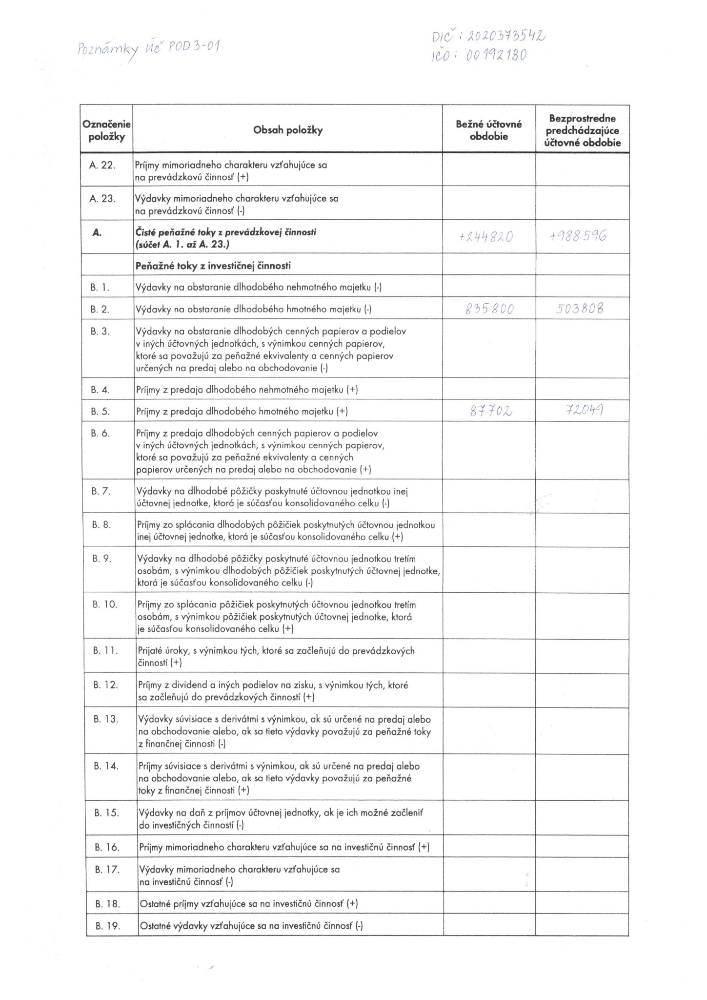 Poznámky Úč POD 3-01
DIČ: 2020373542
IČO: 00192180
Označenie položky
Obsah položky
Bežné účtovné obdobie
Bezprostredne predchádzajúce účtovné obdobie
A. 22. Príjmy mimoriadneho charakteru vzťahujúce sa
na prevádzkovú činnosť (+)
A. 23. Výdavky mimoriadneho charakteru vzťahujúce sa
na prevádzkovú činnosť (-)
A. Čisté peňažné toky z prevádzkovej činnosti
(súčet A. 1. až A. 23.) +244820 +988596
Peňažné toky z investičnej činnosti
B. 1. Výdavky na obstaranie dlhodobého nehmotného majetku (-)
B. 2. Výdavky na obstaranie dlhodobého hmotného majetku (-) 835800 503808
B. 3. Výdavky na obstaranie dlhodobých cenných papierov a podielov
v iných účtovných jednotkách, s výnimkou cenných papierov,
ktoré sa považujú za peňažné ekvivalenty a cenných papierov
určených na predaj alebo na obchodovanie (-)
B. 4. Príjmy z predaja dlhodobého nehmotného majetku (+)
B. 5. Príjmy z predaja dlhodobého hmotného majetku (+) 87702 72049
B. 6. Príjmy z predaja dlhodobých cenných papierov a podielov
v iných účtovných jednotkách, s výnimkou cenných papierov,
ktoré sa považujú za peňažné ekvivalenty a cenných
papierov určených na predaj alebo na obchodovanie (+)
B. 7. Výdavky na dlhodobé pôžičky poskytnuté účtovnou jednotkou inej
účtovnej jednotke, ktorá je súčasťou konsolidovaného celku (-)
B. 8. Príjmy zo splácania dlhodobých pôžičiek poskytnutých účtovnou jednotkou
inej účtovnej jednotke, ktorá je súčasťou konsolidovaného celku (+)
B. 9. Výdavky na dlhodobé pôžičky poskytnuté účtovnou jednotkou tretím
osobám, s výnimkou dlhodobých pôžičiek poskytnutých účtovnej jednotke,
ktorá je súčasťou konsolidovaného celku (-)
B. 10. Príjmy zo splácania pôžičiek poskytnutých účtovnou jednotkou tretím
osobám, s výnimkou pôžičiek poskytnutých účtovnej jednotke, ktorá
je súčasťou konsolidovaného celku (+)
B. 11. Prijaté úroky, s výnimkou tých, ktoré sa začleňujú do prevádzkových
činností (+)
B. 12. Príjmy z dividend a iných podielov na zisku, s výnimkou tých, ktoré
sa začleňujú do prevádzkových činností (+)
B. 13. Výdavky súvisiace s derivátmi s výnimkou, ak sú určené na predaj alebo
na obchodovanie alebo, ak sa tieto výdavky považujú za peňažné toky
z finančnej činnosti (-)
B. 14. Príjmy súvisiace s derivátmi s výnimkou, ak sú určené na predaj alebo
na obchodovanie alebo, ak sa tieto výdavky považujú za peňažné
toky z finančnej činnosti (+)
B. 15. Výdavky na daň z príjmov účtovnej jednotky, ak je ich možné začleniť
do investičných činností (-)
B. 16. Príjmy mimoriadneho charakteru vzťahujúce sa na investičnú činnosť (+)
B. 17. Výdavky mimoriadneho charakteru vzťahujúce sa
na investičnú činnosť (-)
B. 18. Ostatné príjmy vzťahujúce sa na investičnú činnosť (+)
B. 19. Ostatné výdavky vzťahujúce sa na investičnú činnosť (-)